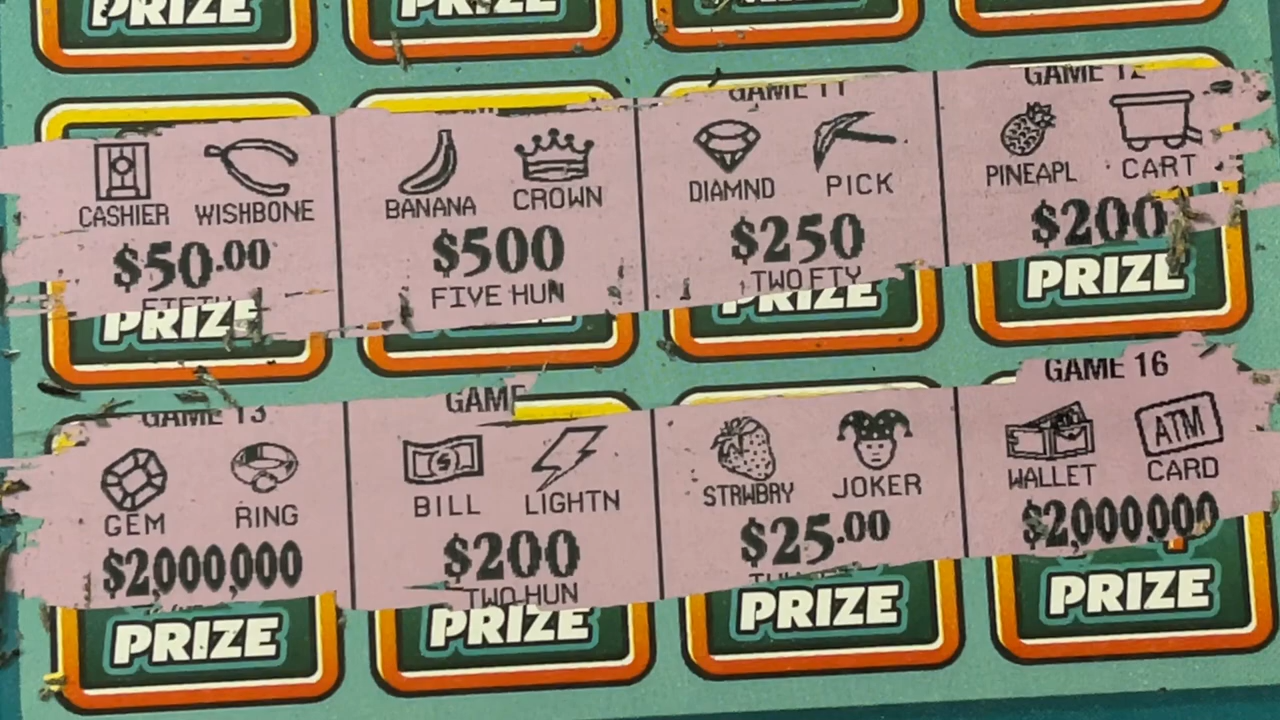 PRIZE PRIZE
GAME 11 GAME 12
CASHIER WISHBONE BANANA CROWN DIAMND PICK PINEAPL CART
$50.00 $500 $250 $200
FIFTY FIVE HUN TWO FTY
PRIZE PRIZE PRIZE
GAME 13 GAME GAME 16
GEM RING BILL LIGHTN STRWBRY JOKER WALLET ATM CARD
$2,000,000 $200 $25.00 $2,000,000
TWO HUN
PRIZE PRIZE PRIZE PRIZE